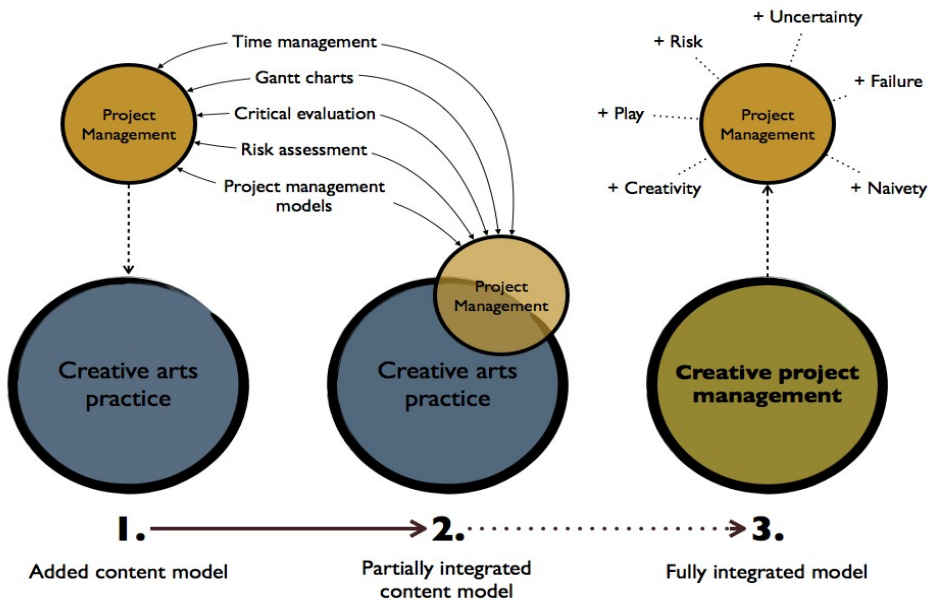 Time management
Gantt charts
Critical evaluation
Risk assessment
Project management
models
Project
Management
Creative arts
practice
Project
Management
Creative arts
practice
+ Uncertainty
+ Risk
+ Failure
+ Play
+ Creativity
+ Naivety
Project
Management
Creative project
management
1.
2.
3.
Added content model
Partially integrated
content model
Fully integrated model